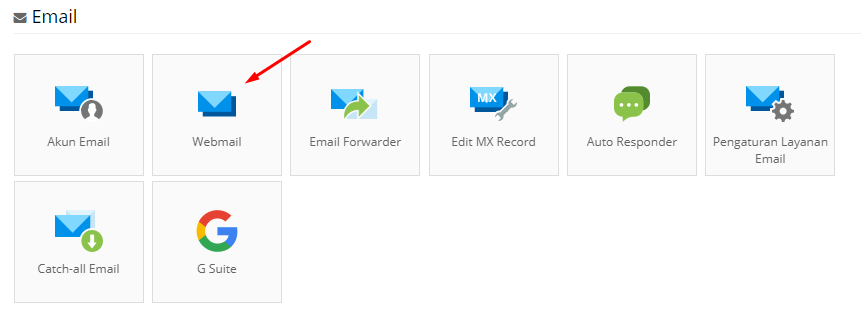 Email
MX
Akun Email
Webmail
Email Forwarder
Edit MX Record
Auto Responder
Pengaturan Layanan
Email
Catch-all Email
G Suite